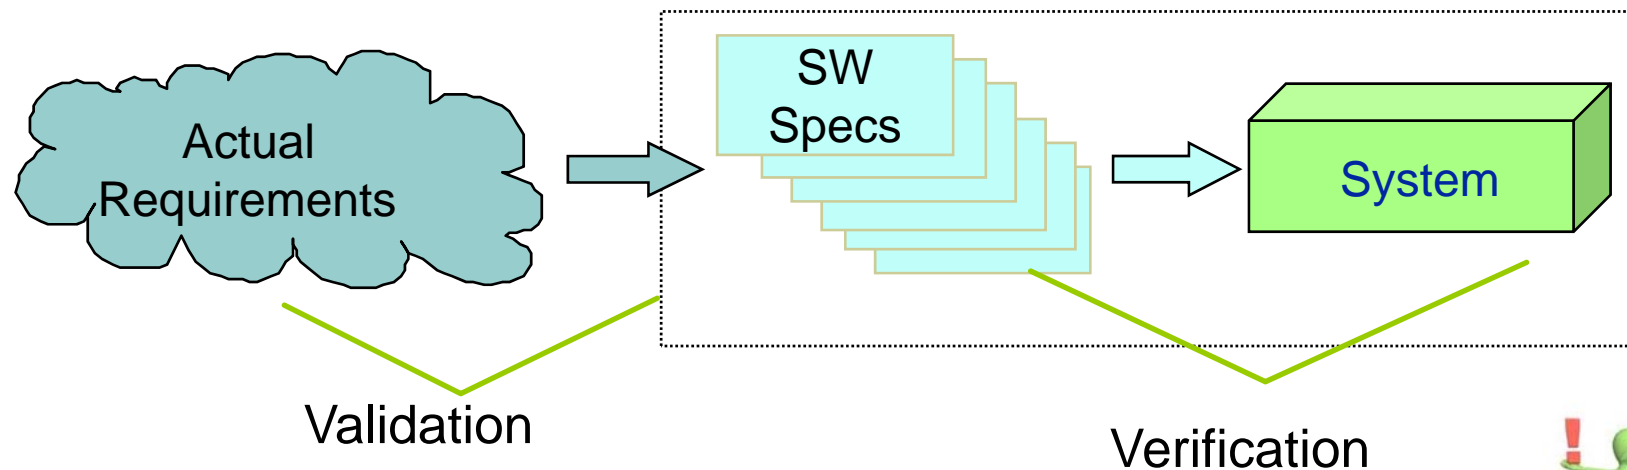 SW
Specs
Actual
Requirements
System
Validation
Verification